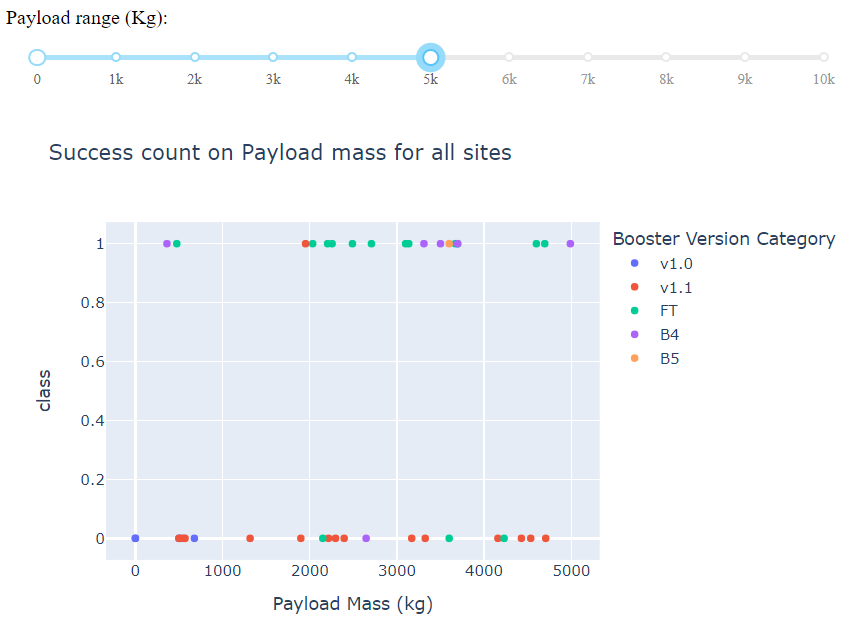 Payload range (Kg):
0 1k 2k 3k 4k 5k 6k 7k 8k 9k 10k
Success count on Payload mass for all sites
Booster Version Category
v1.0
v1.1
FT
B4
B5
class
1
0.8
0.6
0.4
0.2
0
0 1000 2000 3000 4000 5000
Payload Mass (kg)